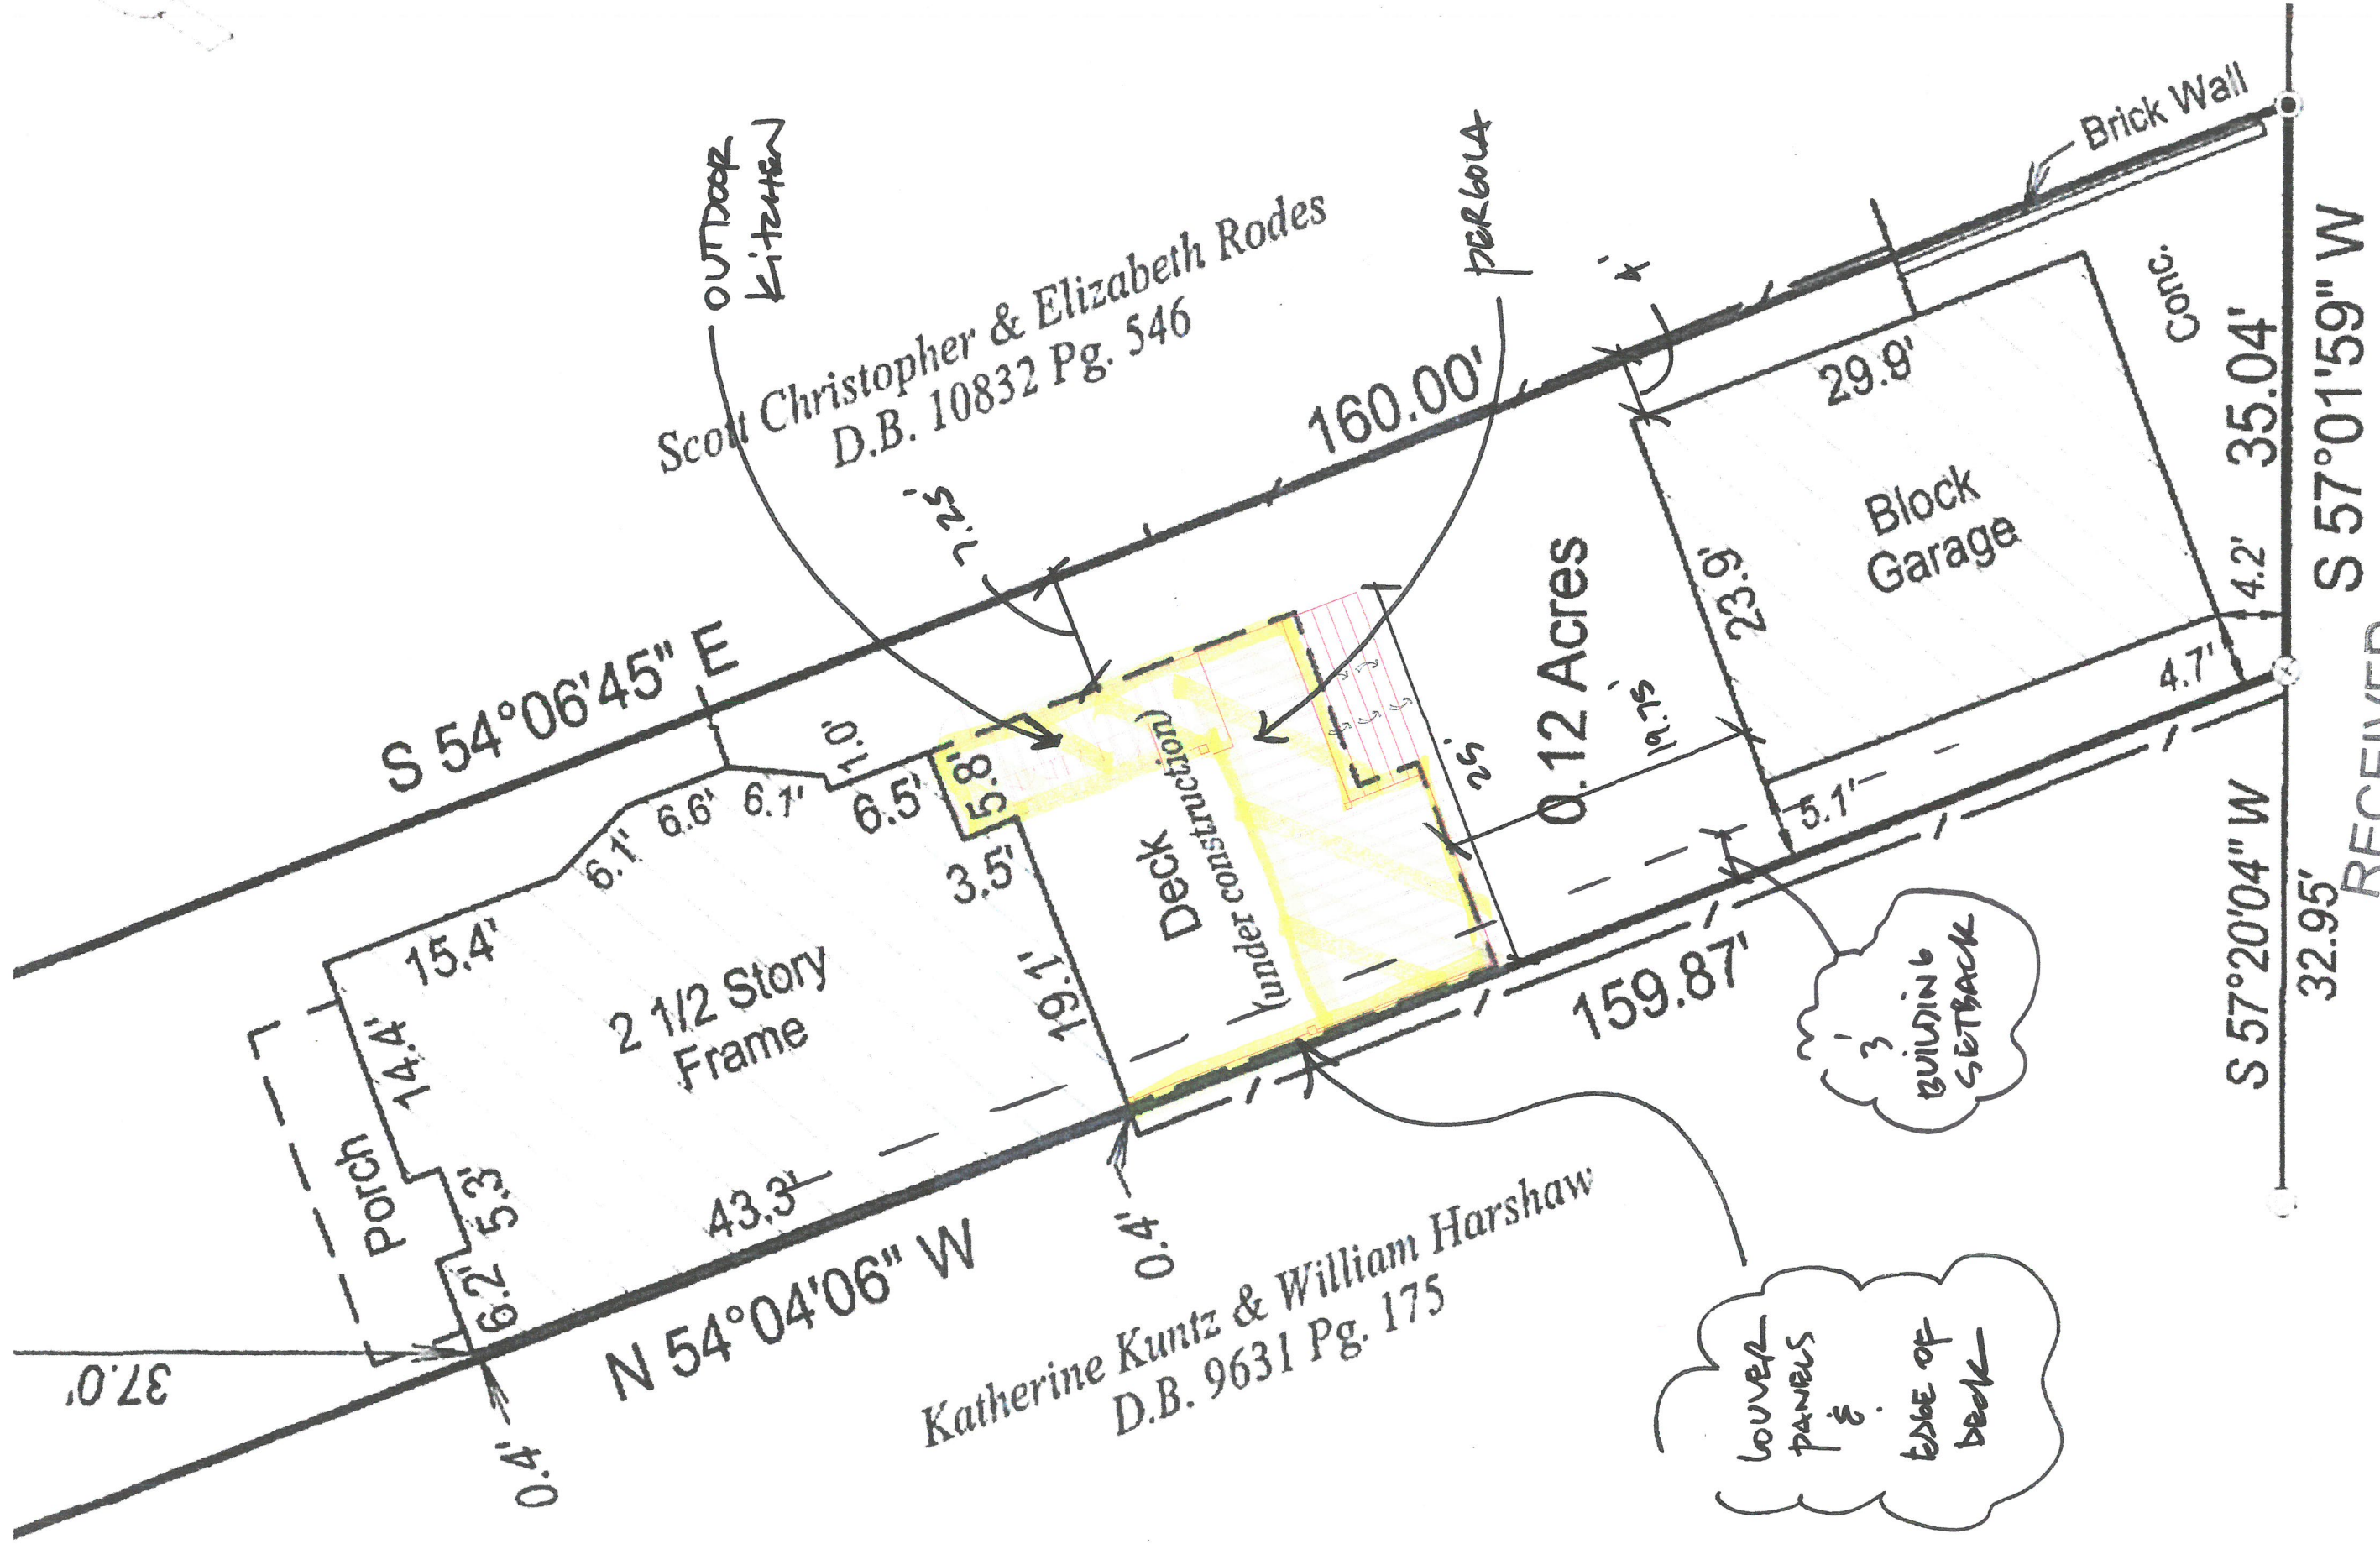 OUTDOOR
KitcHEN
Scott Christopher & Elizabeth Rodes
D.B. 10832 Pg. 546
PERGOLA
4'
Brick Wall
S 54°06'45" E
7.25'
160.00'
29.9'
Conc.
35.04'
S 57°01'59" W
Block
Garage
23.9'
4.2'
4.7'
0.12 Acres
19.75'
25'
5.1'
1.0'
6.5'
5.8'
3.5'
6.1'
6.6'
6.1'
15.4'
14.4'
Porch
5.3'
6.2'
2 1/2 Story
Frame
19.1'
43.3'
Deck
(under construction)
37.0'
0.4'
0.4'
N 54°04'06" W
159.87'
Katherine Kuntz & William Harshaw
D.B. 9631 Pg. 175
3'
BUILDING
SETBACK
LOUVER
PANELS
&
EDGE OF
DECK
S 57°20'04" W
32.95'
RECEIVED